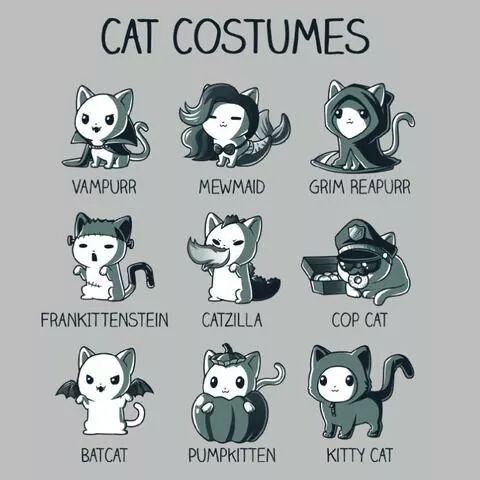 CAT COSTUMES
VAMPURR
MEWMAID
GRIM REAPURR
FRANKITTENSTEIN
CATZILLA
COP CAT
BATCAT
PUMPKITTEN
KITTY CAT